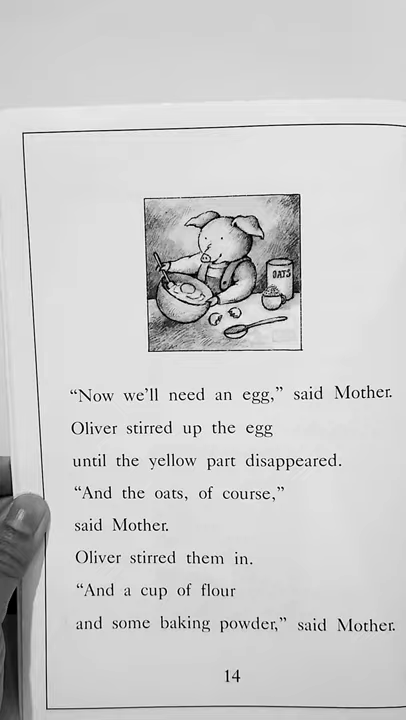 OATS
“Now we’ll need an egg,” said Mother.
Oliver stirred up the egg
until the yellow part disappeared.
“And the oats, of course,”
said Mother.
Oliver stirred them in.
“And a cup of flour
and some baking powder,” said Mother.
14